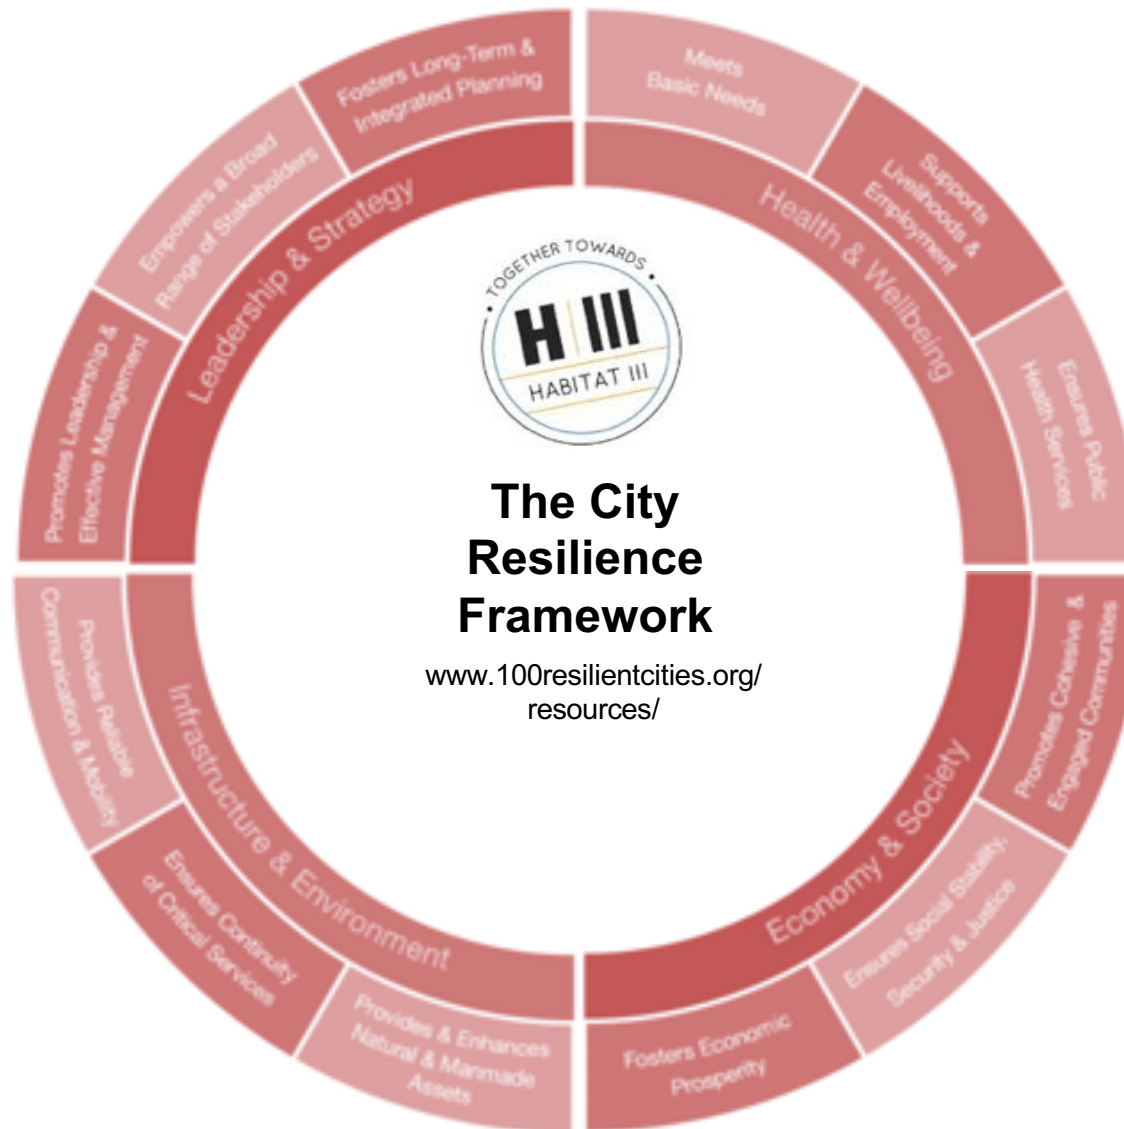 Fosters Long-Term &
Integrated Planning
Meets
Basic Needs
Supports
Livelihoods &
Employment
Ensures Public
Health Services
Promotes Cohesive &
Engaged Communities
Ensures Social Stability,
Security & Justice
Fosters Economic
Prosperity
Provides & Enhances
Natural & Manmade
Assets
Ensures Continuity
of Critical Services
Provides Reliable
Communication & Mobility
Promotes Leadership &
Effective Management
Empowers a Broad
Range of Stakeholders
Leadership & Strategy
Health & Wellbeing
Economy & Society
Infrastructure & Environment
• TOGETHER TOWARDS •
H III
HABITAT III
The City
Resilience
Framework
www.100resilientcities.org/
resources/